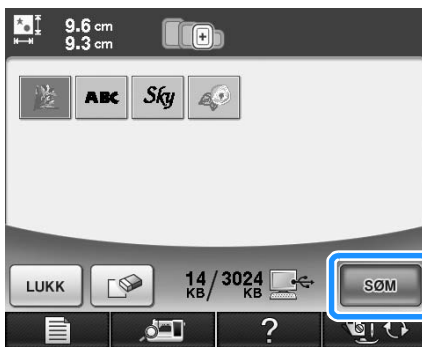 9.6 cm
9.3 cm
ABC Sky
LUKK 14 KB / 3024 KB SØM
?